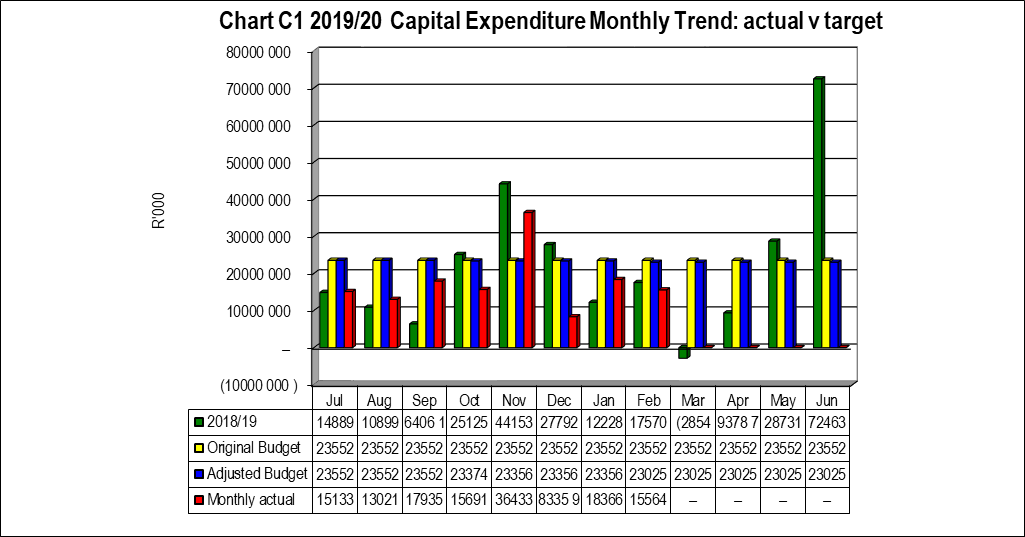 Chart C1 2019/20 Capital Expenditure Monthly Trend: actual v target
80000 000
70000 000
60000 000
50000 000
40000 000
30000 000
20000 000
10000 000
–
(10000 000 )
R'000
Jul Aug Sep Oct Nov Dec Jan Feb Mar Apr May Jun
2018/19 14889 10899 6406 1 25125 44153 27792 12228 17570 (2854 9378 7 28731 72463
Original Budget 23552 23552 23552 23552 23552 23552 23552 23552 23552 23552 23552 23552
Adjusted Budget 23552 23552 23552 23374 23356 23356 23356 23025 23025 23025 23025 23025
Monthly actual 15133 13021 17935 15691 36433 8335 9 18366 15564 – – – –